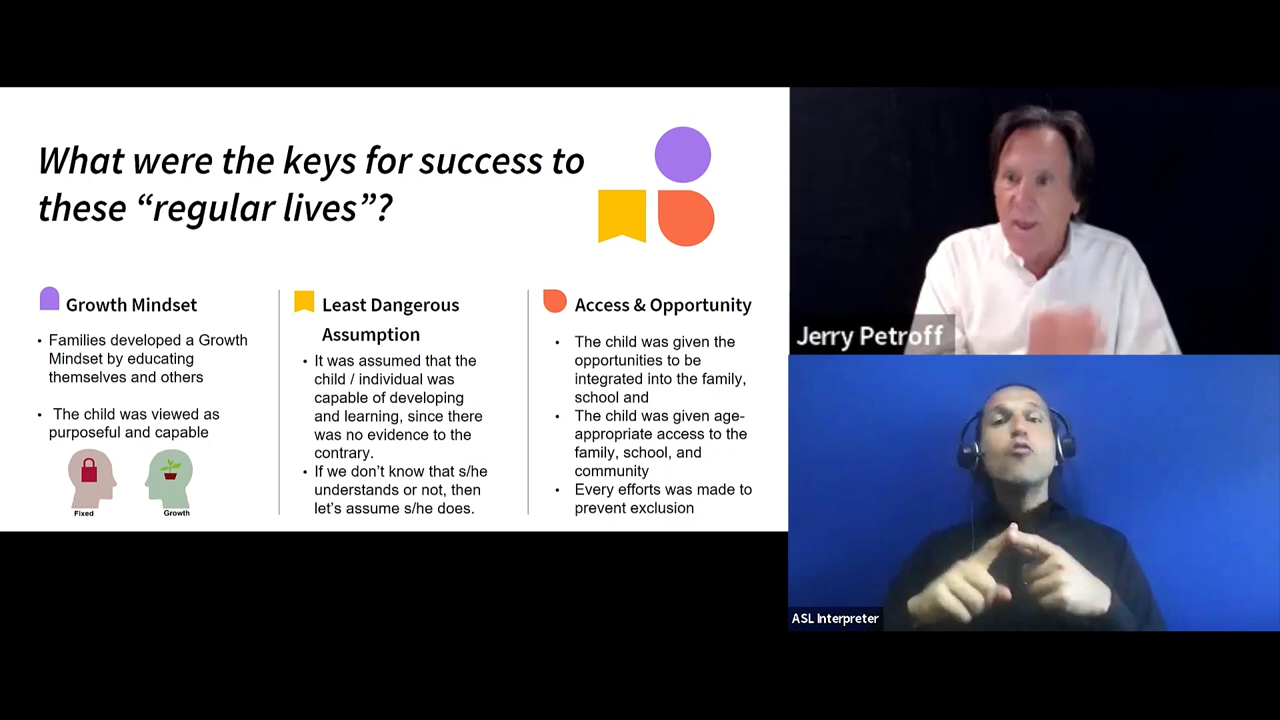 What were the keys for success to
these “regular lives”?
Growth Mindset
• Families developed a Growth
Mindset by educating
themselves and others
• The child was viewed as
purposeful and capable
Fixed
Growth
Least Dangerous
Assumption
• It was assumed that the
child / individual was
capable of developing
and learning, since there
was no evidence to the
contrary.
• If we don’t know that s/he
understands or not, then
let’s assume s/he does.
Access & Opportunity
• The child was given the
opportunities to be
integrated into the family,
school and
• The child was given age-
appropriate access to the
family, school, and
community
• Every efforts was made to
prevent exclusion
Jerry Petroff
ASL Interpreter